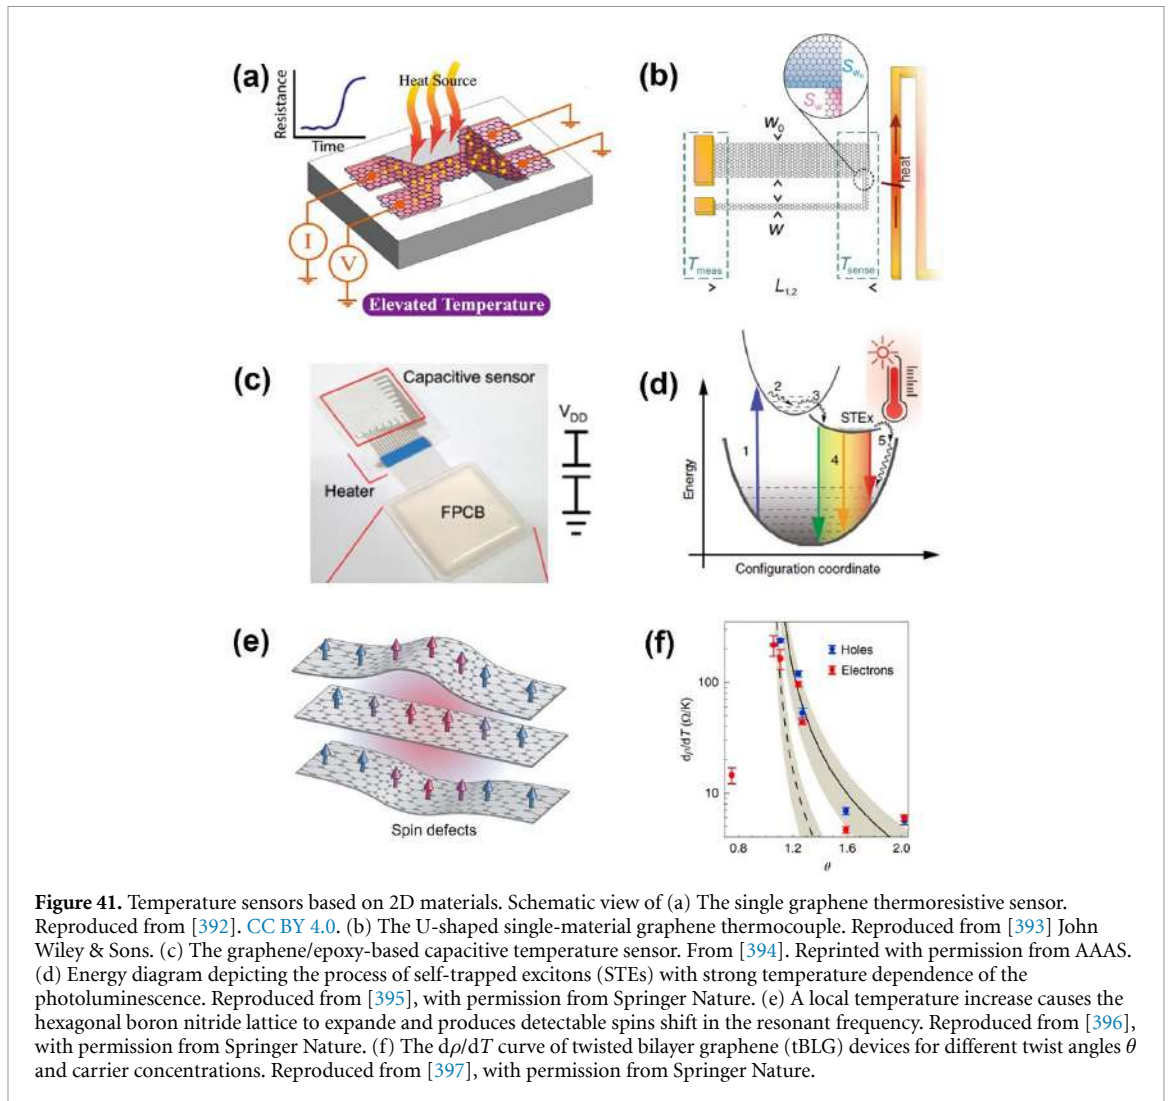 (a)
Resistance
Time
Heat Source
I
V
Elevated Temperature
(b)
S_w₀
S_w
W₀
W
T_meas
T_sense
L₁,₂
I_heat
(c)
Capacitive sensor
Heater
FPCB
V_DD
(d)
Energy
1
2
3
STEx
4
5
Configuration coordinate
(e)
Spin defects
(f)
Holes
Electrons
dρ/dT (Ω/K)
100
10
0.8 1.2 1.6 2.0
θ
Figure 41. Temperature sensors based on 2D materials. Schematic view of (a) The single graphene thermoresistive sensor.
Reproduced from [392]. CC BY 4.0. (b) The U-shaped single-material graphene thermocouple. Reproduced from [393] John
Wiley & Sons. (c) The graphene/epoxy-based capacitive temperature sensor. From [394]. Reprinted with permission from AAAS.
(d) Energy diagram depicting the process of self-trapped excitons (STEs) with strong temperature dependence of the
photoluminescence. Reproduced from [395], with permission from Springer Nature. (e) A local temperature increase causes the
hexagonal boron nitride lattice to expande and produces detectable spins shift in the resonant frequency. Reproduced from [396],
with permission from Springer Nature. (f) The dρ/dT curve of twisted bilayer graphene (tBLG) devices for different twist angles θ
and carrier concentrations. Reproduced from [397], with permission from Springer Nature.